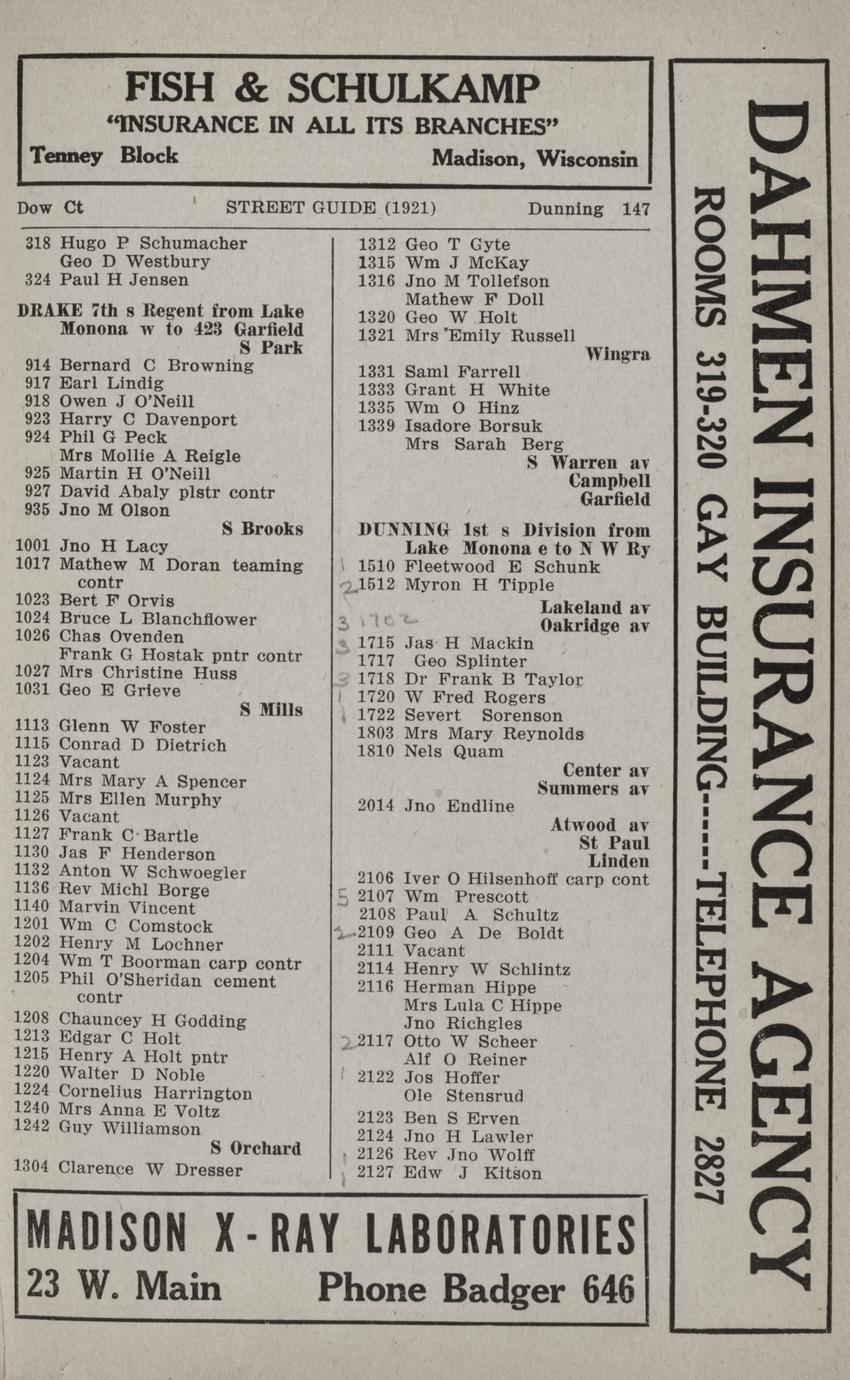 FISH & SCHULKAMP
“INSURANCE IN ALL ITS BRANCHES”
Tenney Block Madison, Wisconsin
Dow Ct STREET GUIDE (1921) Dunning 147
318 Hugo P Schumacher
Geo D Westbury
324 Paul H Jensen
DRAKE 7th s Regent from Lake
Monona w to 423 Garfield
S Park
914 Bernard C Browning
917 Earl Lindig
918 Owen J O’Neill
923 Harry C Davenport
924 Phil G Peck
Mrs Mollie A Reigle
925 Martin H O’Neill
927 David Abaly plstr contr
935 Jno M Olson
S Brooks
1001 Jno H Lacy
1017 Mathew M Doran teaming
contr
1023 Bert F Orvis
1024 Bruce L Blanchflower
1026 Chas Ovenden
Frank G Hostak pntr contr
1027 Mrs Christine Huss
1031 Geo E Grieve
S Mills
1113 Glenn W Foster
1115 Conrad D Dietrich
1123 Vacant
1124 Mrs Mary A Spencer
1125 Mrs Ellen Murphy
1126 Vacant
1127 Frank C Bartle
1130 Jas F Henderson
1132 Anton W Schwoegler
1136 Rev Michl Borge
1140 Marvin Vincent
1201 Wm C Comstock
1202 Henry M Lochner
1204 Wm T Boorman carp contr
1205 Phil O’Sheridan cement
contr
1208 Chauncey H Godding
1213 Edgar C Holt
1215 Henry A Holt pntr
1220 Walter D Noble
1224 Cornelius Harrington
1240 Mrs Anna E Voltz
1242 Guy Williamson
S Orchard
1304 Clarence W Dresser
1312 Geo T Gyte
1315 Wm J McKay
1316 Jno M Tollefson
Mathew F Doll
1320 Geo W Holt
1321 Mrs Emily Russell
Wingra
1331 Saml Farrell
1333 Grant H White
1335 Wm O Hinz
1339 Isadore Borsuk
Mrs Sarah Berg
S Warren av
Campbell
Garfield
DUNNING 1st s Division from
Lake Monona e to N W Ry
1 1510 Fleetwood E Schunk
2 1512 Myron H Tipple
Lakeland av
3 1702 Oakridge av
3 1715 Jas H Mackin
1717 Geo Splinter
3 1718 Dr Frank B Taylor
1 1720 W Fred Rogers
1 1722 Severt Sorenson
1803 Mrs Mary Reynolds
1810 Nels Quam
Center av
Summers av
2014 Jno Endline
Atwood av
St Paul
Linden
2106 Iver O Hilsenhoff carp cont
5 2107 Wm Prescott
2108 Paul A Schultz
2 2109 Geo A De Boldt
2111 Vacant
2114 Henry W Schlintz
2116 Herman Hippe
Mrs Lula C Hippe
Jno Richgles
2 2117 Otto W Scheer
Alf O Reiner
1 2122 Jos Hoffer
Ole Stensrud
2123 Ben S Erven
2124 Jno H Lawler
1 2126 Rev Jno Wolff
1 2127 Edw J Kitson
MADISON X-RAY LABORATORIES
23 W. Main Phone Badger 646
DAHMEN INSURANCE AGENCY
ROOMS 319-320 GAY BUILDING------TELEPHONE 2827